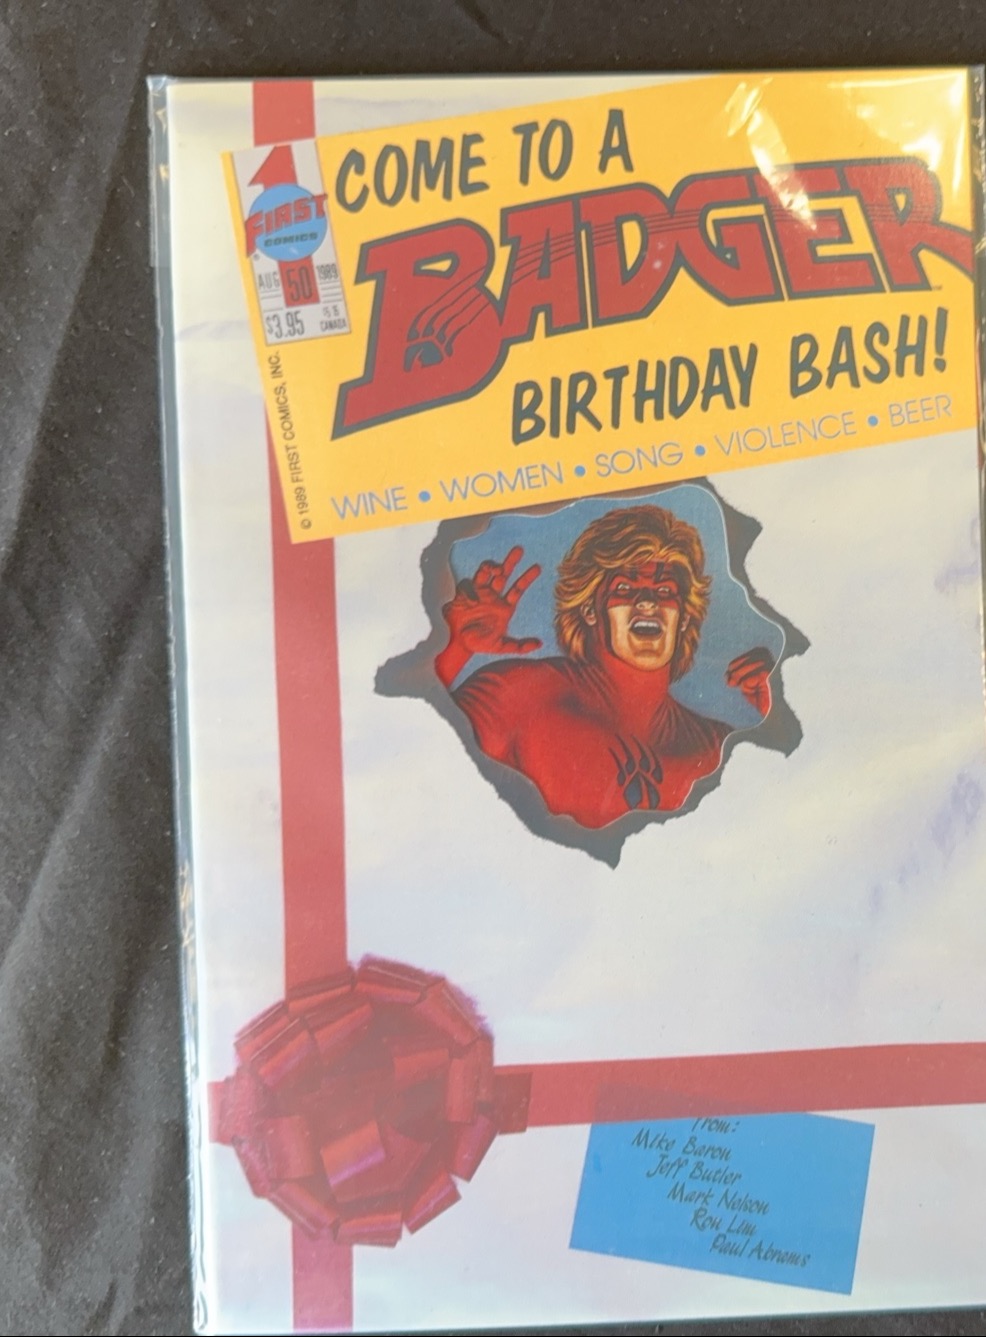 COME TO A
BADGER
BIRTHDAY BASH!
WINE • WOMEN • SONG • VIOLENCE • BEER
1
FIRST
COMICS
AUG 50 1989
$3.95
CANADA
© 1989 FIRST COMICS, INC.
From:
Mike Baron
Jeff Butler
Mark Nelson
Ron Lim
Paul Abrams